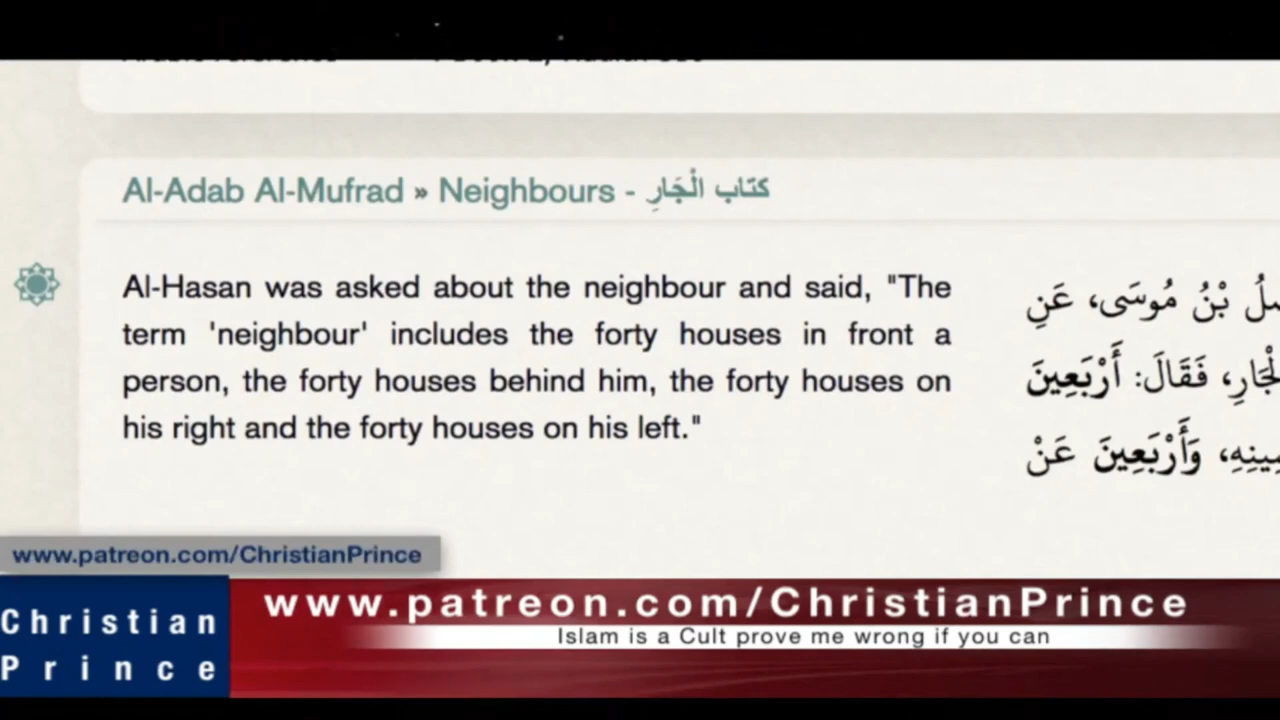 Al-Adab Al-Mufrad » Neighbours - كتاب الْجَارِ
Al-Hasan was asked about the neighbour and said, "The
term 'neighbour' includes the forty houses in front a
person, the forty houses behind him, the forty houses on
his right and the forty houses on his left."
بْنُ مُوسَى، عَنِ
فَقَالَ: أَرْبَعِينَ
وَأَرْبَعِينَ عَنْ
www.patreon.com/ChristianPrince
Christian
Prince
www.patreon.com/ChristianPrince
Islam is a Cult prove me wrong if you can